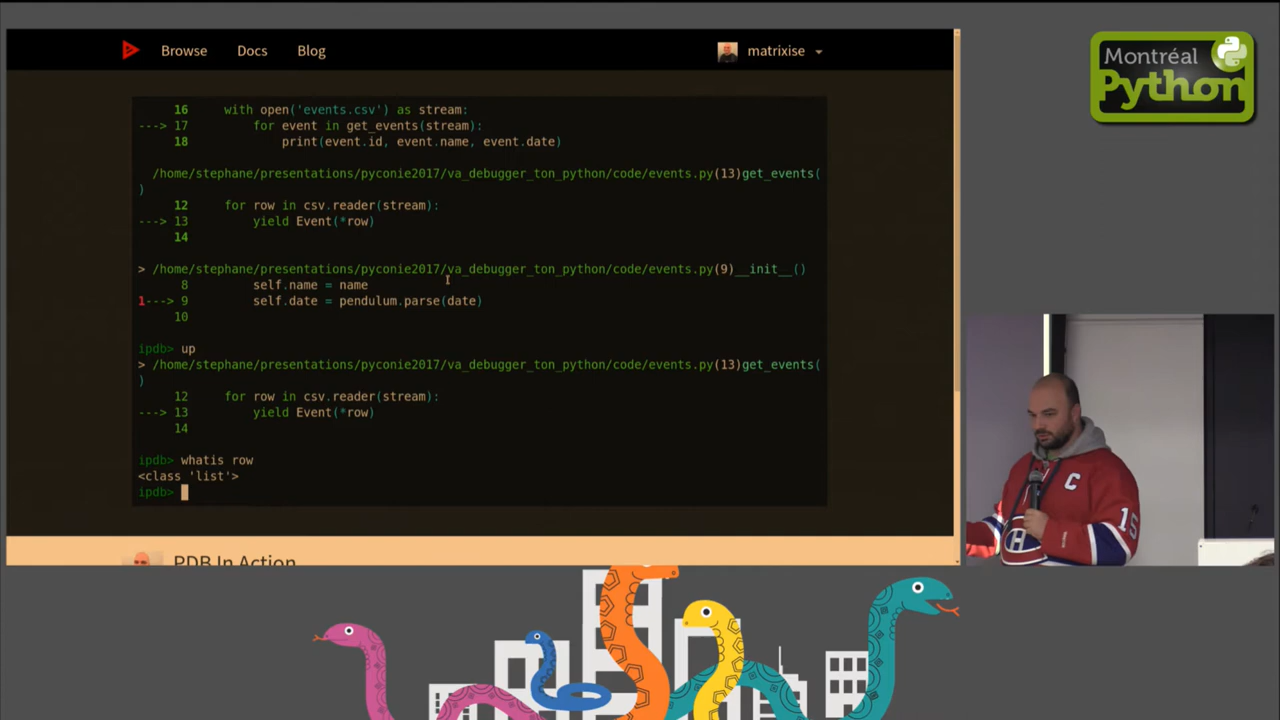 Browse Docs Blog matrixise
16 with open('events.csv') as stream:
---> 17 for event in get_events(stream):
18 print(event.id, event.name, event.date)
/home/stephane/presentations/pyconie2017/va_debugger_ton_python/code/events.py(13)get_events(
)
12 for row in csv.reader(stream):
---> 13 yield Event(*row)
14
> /home/stephane/presentations/pyconie2017/va_debugger_ton_python/code/events.py(9)__init__()
8 self.name = name
1---> 9 self.date = pendulum.parse(date)
10
ipdb> up
> /home/stephane/presentations/pyconie2017/va_debugger_ton_python/code/events.py(13)get_events(
)
12 for row in csv.reader(stream):
---> 13 yield Event(*row)
14
ipdb> whatis row
<class 'list'>
ipdb>
PDB In Action
Montréal
Python
C
15
H